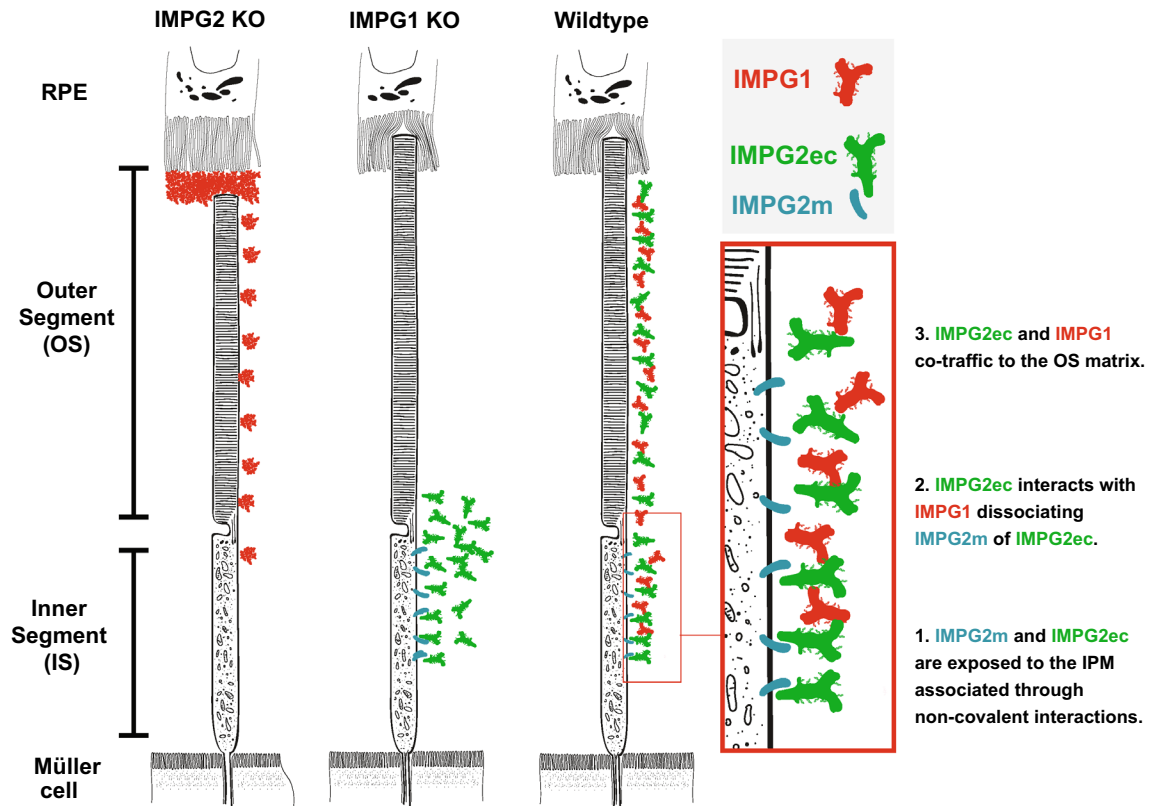 IMPG2 KO
IMPG1 KO
Wildtype
RPE
Outer
Segment
(OS)
Inner
Segment
(IS)
Müller
cell
IMPG1
IMPG2ec
IMPG2m
3. IMPG2ec and IMPG1
co-traffic to the OS matrix.
2. IMPG2ec interacts with
IMPG1 dissociating
IMPG2m of IMPG2ec.
1. IMPG2m and IMPG2ec
are exposed to the IPM
associated through
non-covalent interactions.